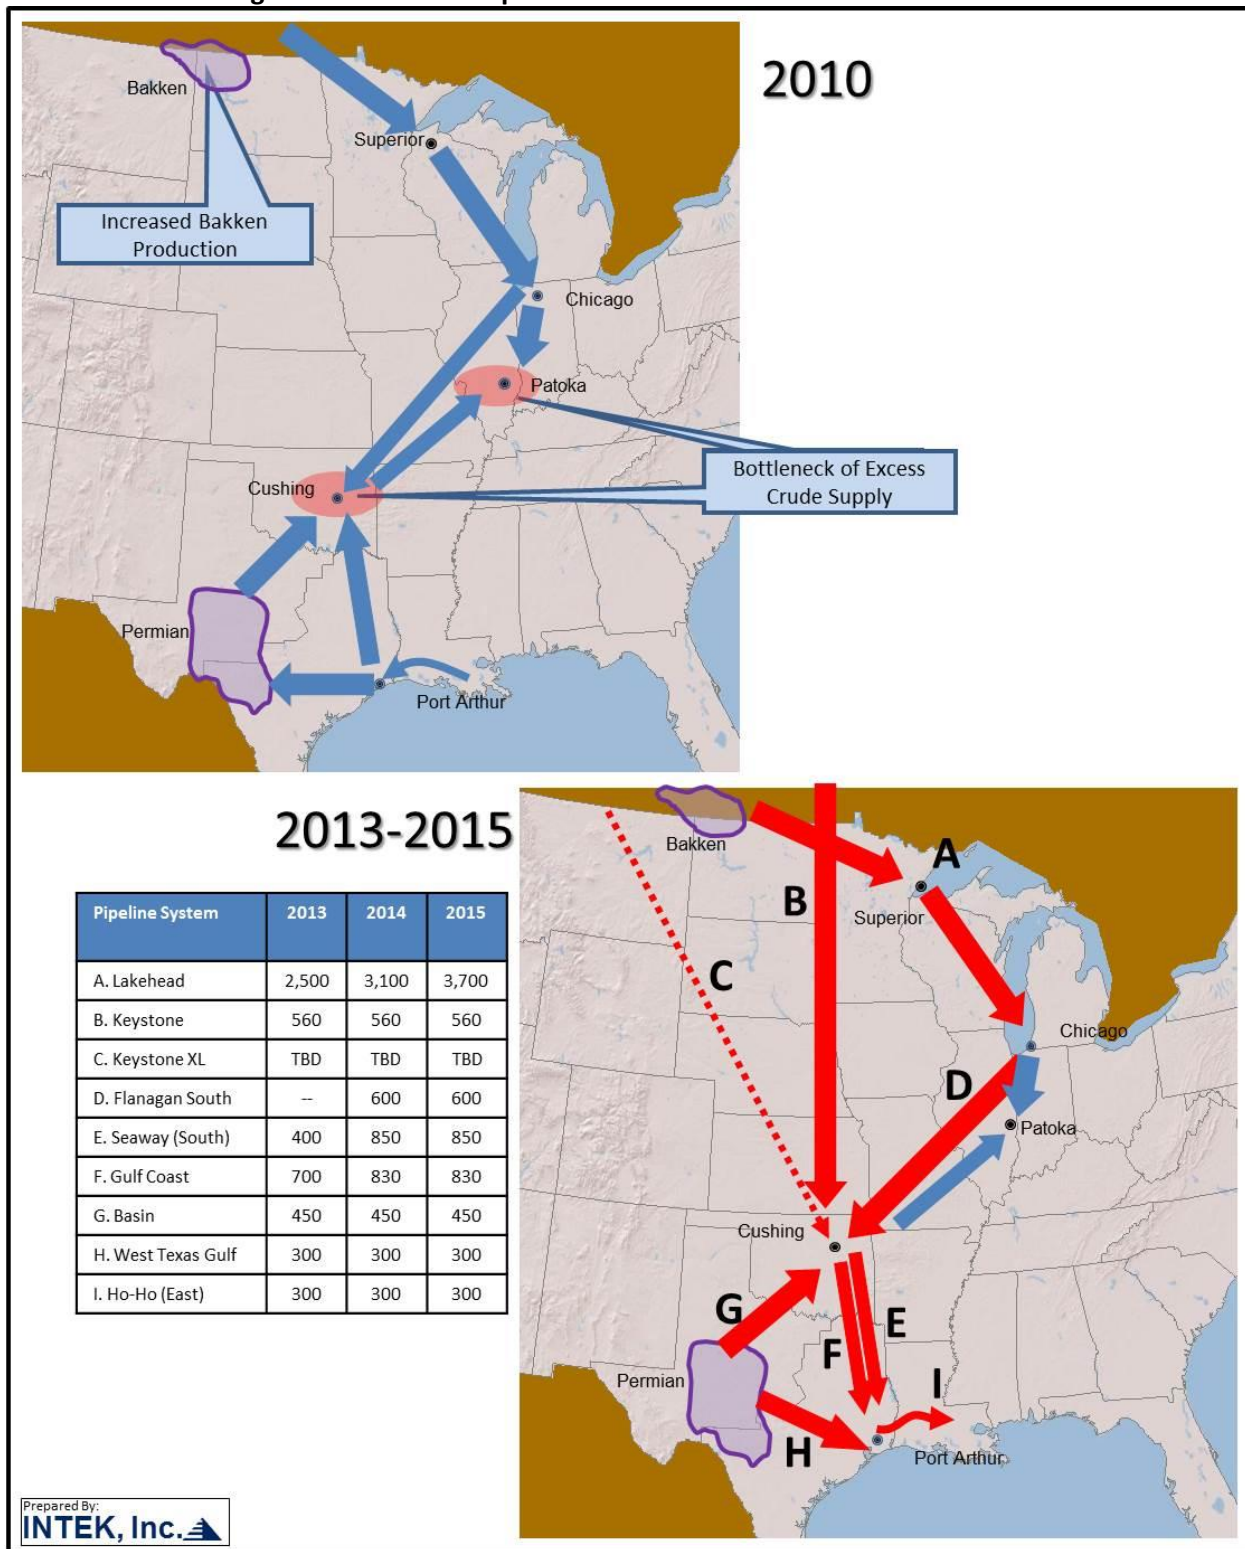 2010
Bakken
Superior
Increased Bakken
Production
Chicago
Patoka
Bottleneck of Excess
Crude Supply
Cushing
Permian
Port Arthur
2013-2015
Pipeline System 2013 2014 2015
A. Lakehead 2,500 3,100 3,700
B. Keystone 560 560 560
C. Keystone XL TBD TBD TBD
D. Flanagan South -- 600 600
E. Seaway (South) 400 850 850
F. Gulf Coast 700 830 830
G. Basin 450 450 450
H. West Texas Gulf 300 300 300
I. Ho-Ho (East) 300 300 300
Bakken
A
B
Superior
C
Chicago
D
Patoka
Cushing
G
E
F
Permian
I
H
Port Arthur
Prepared By:
INTEK, Inc.